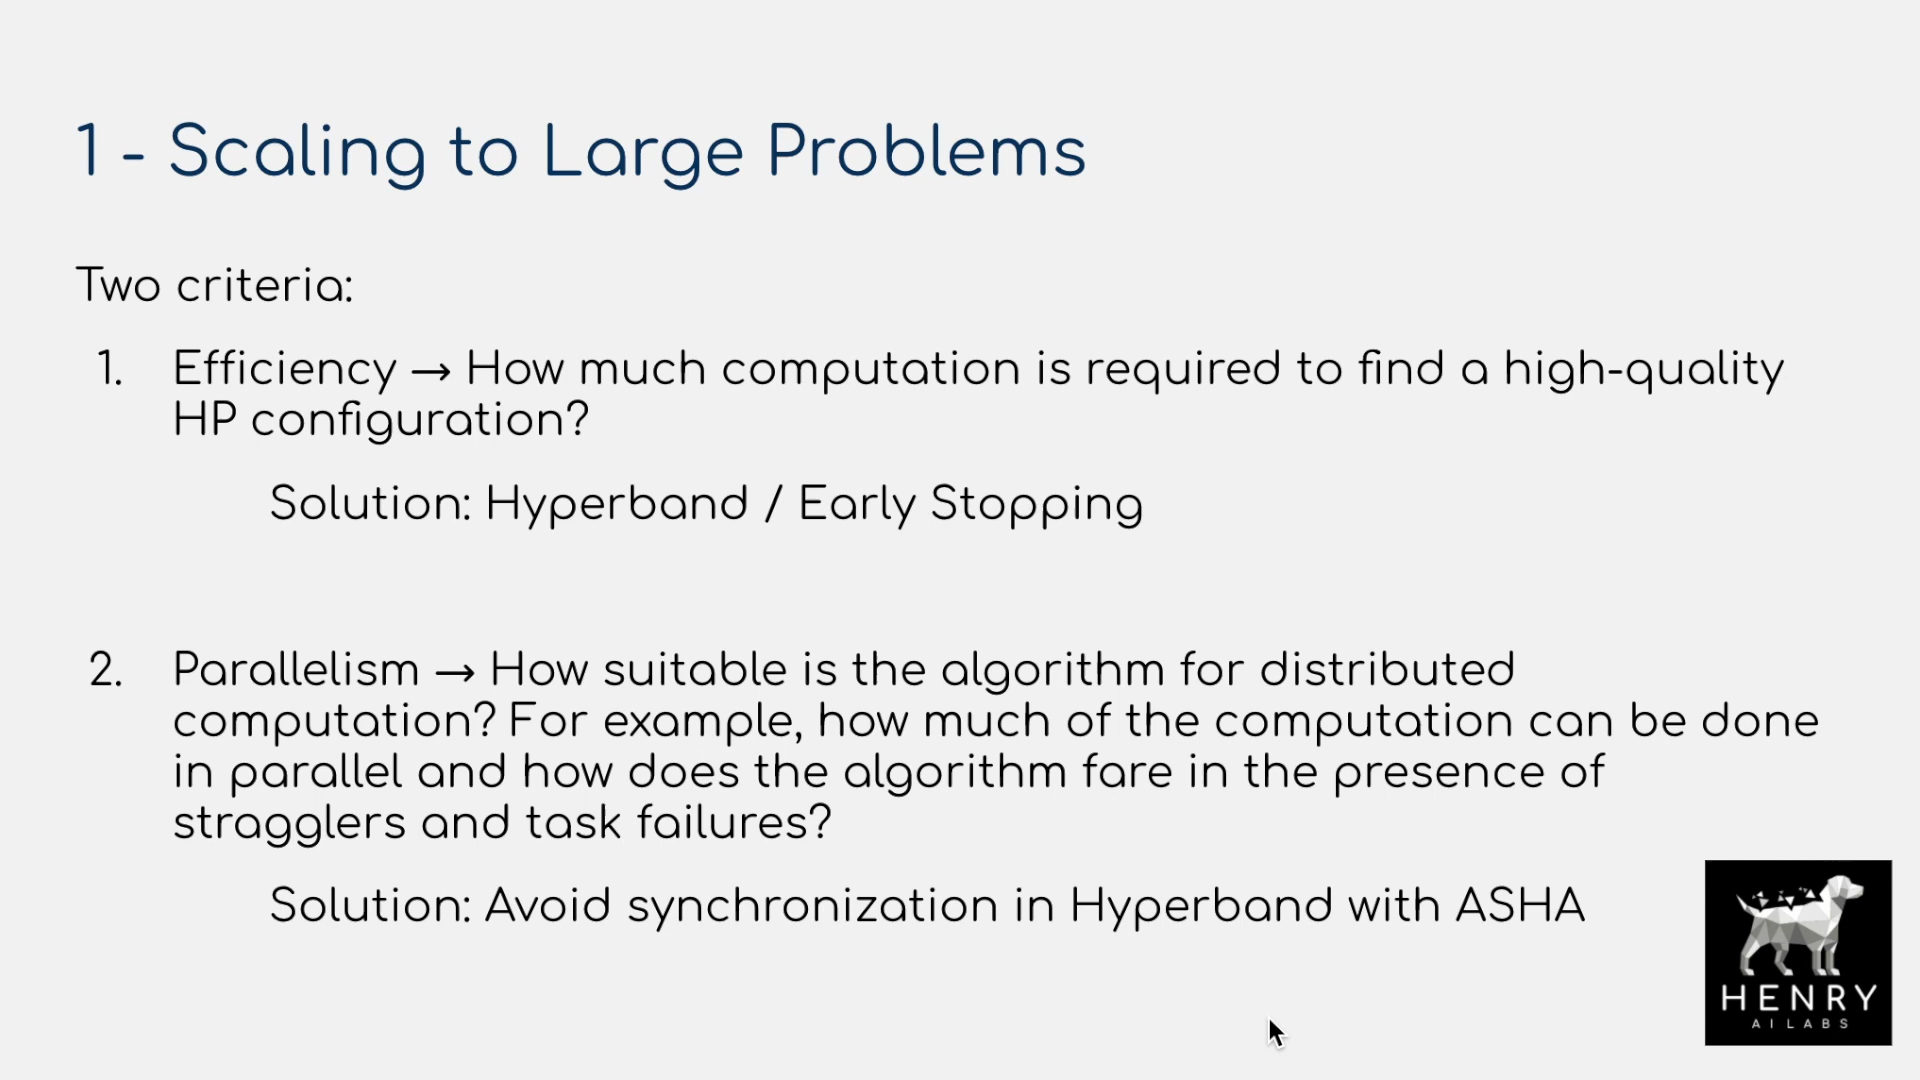 1 - Scaling to Large Problems
Two criteria:
1. Efficiency → How much computation is required to find a high-quality
HP configuration?
Solution: Hyperband / Early Stopping
2. Parallelism → How suitable is the algorithm for distributed
computation? For example, how much of the computation can be done
in parallel and how does the algorithm fare in the presence of
stragglers and task failures?
Solution: Avoid synchronization in Hyperband with ASHA
HENRY
AI LABS